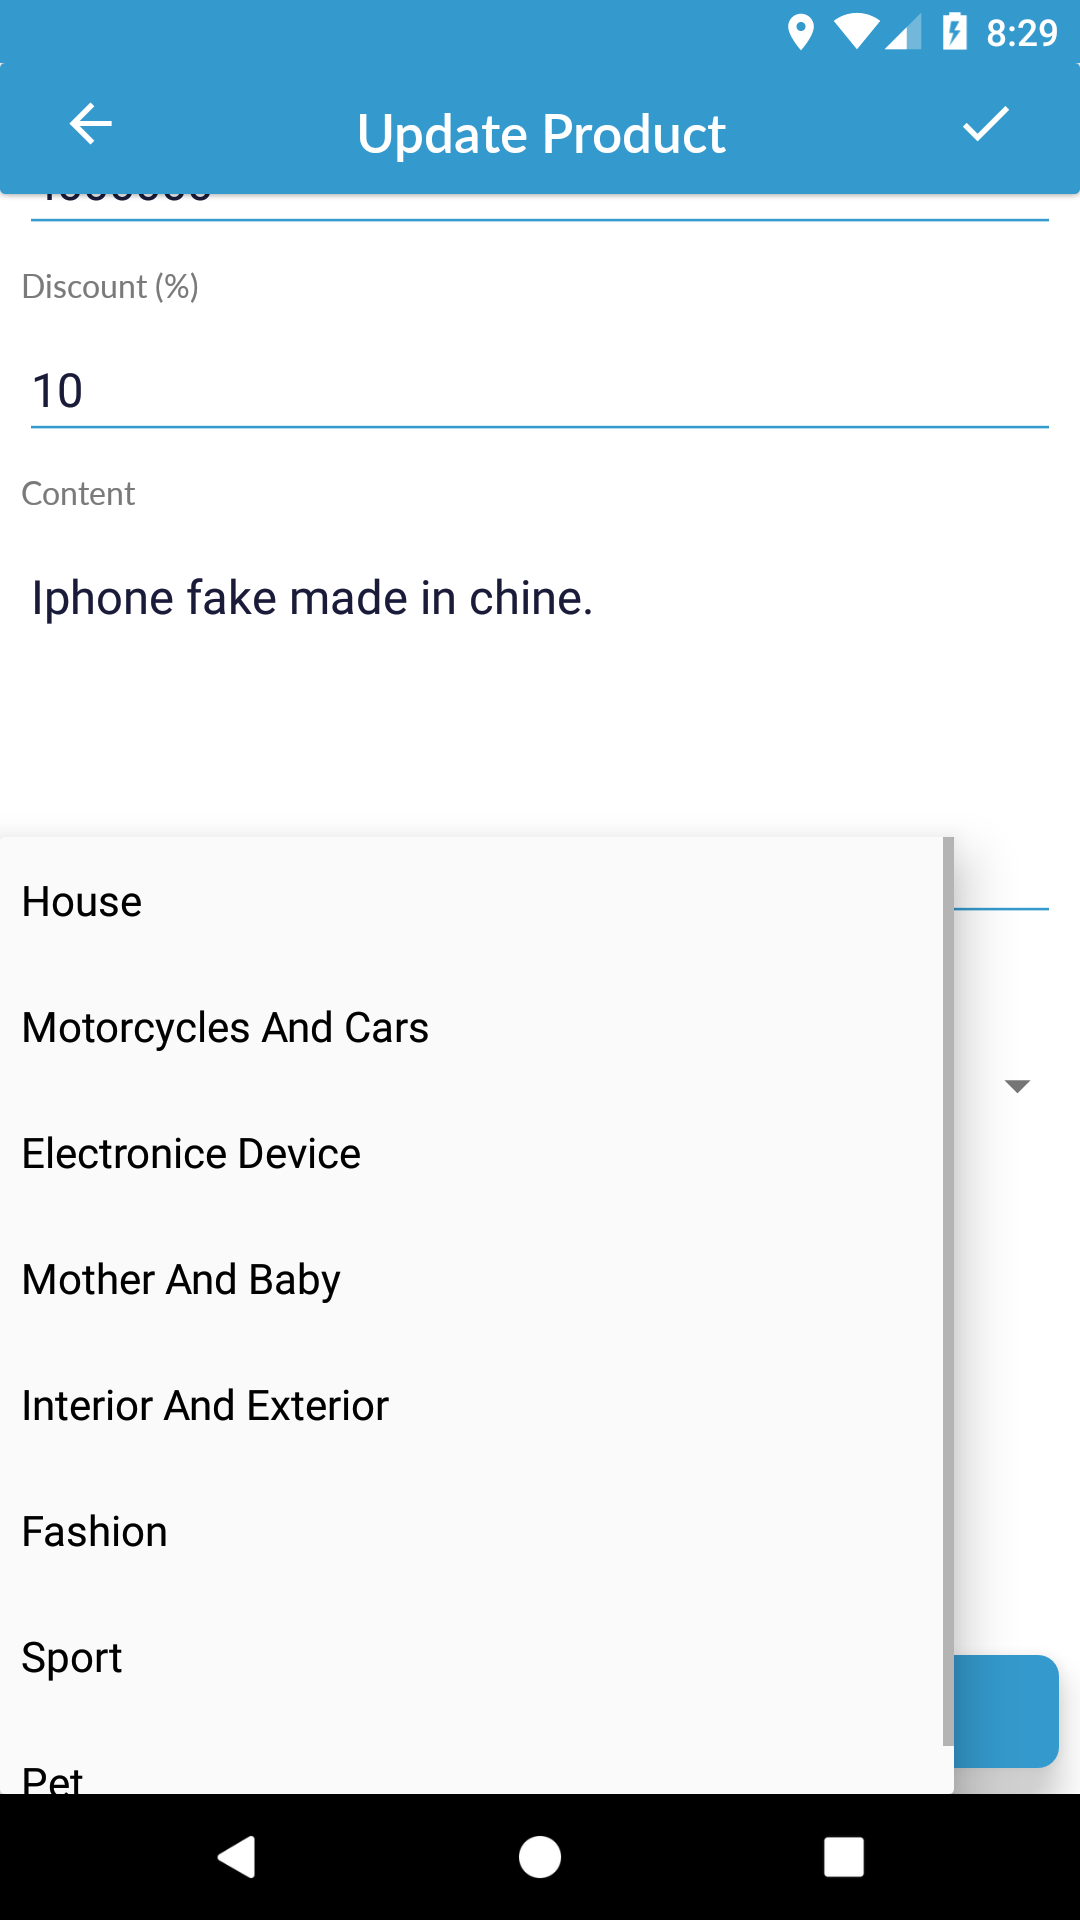 8:29
Update Product
Discount (%)
10
Content
Iphone fake made in chine.
House
Motorcycles And Cars
Electronice Device
Mother And Baby
Interior And Exterior
Fashion
Sport
Pet